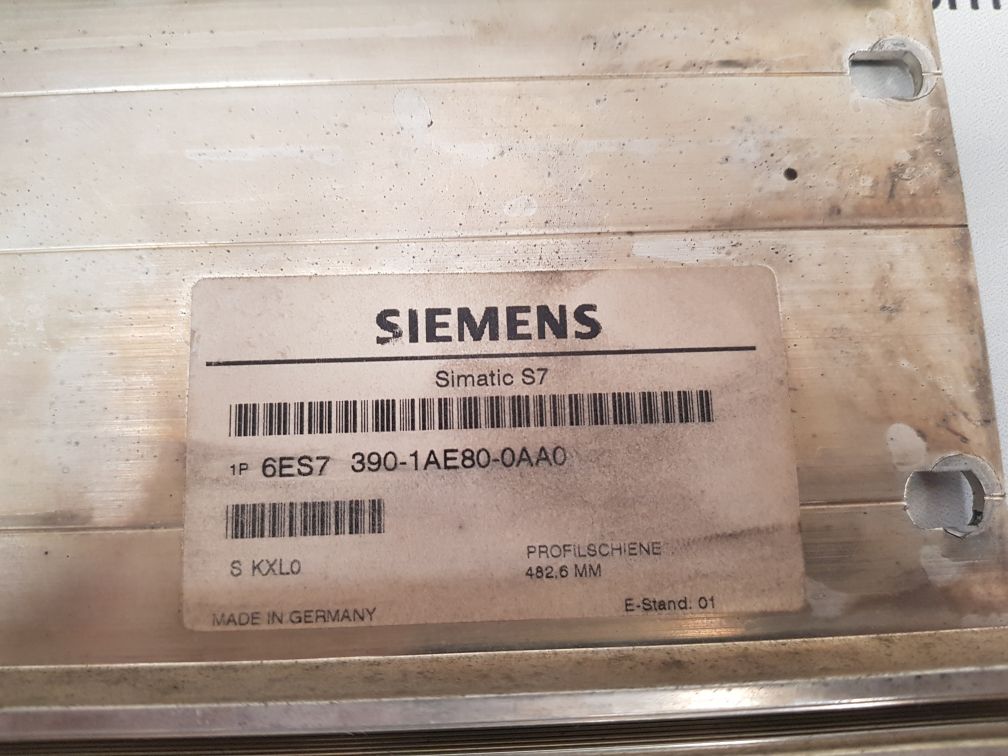 SIEMENS
Simatic S7
1P 6ES7 390-1AE80-0AA0
S KXL0
PROFILSCHIENE
482,6 MM
MADE IN GERMANY
E-Stand: 01